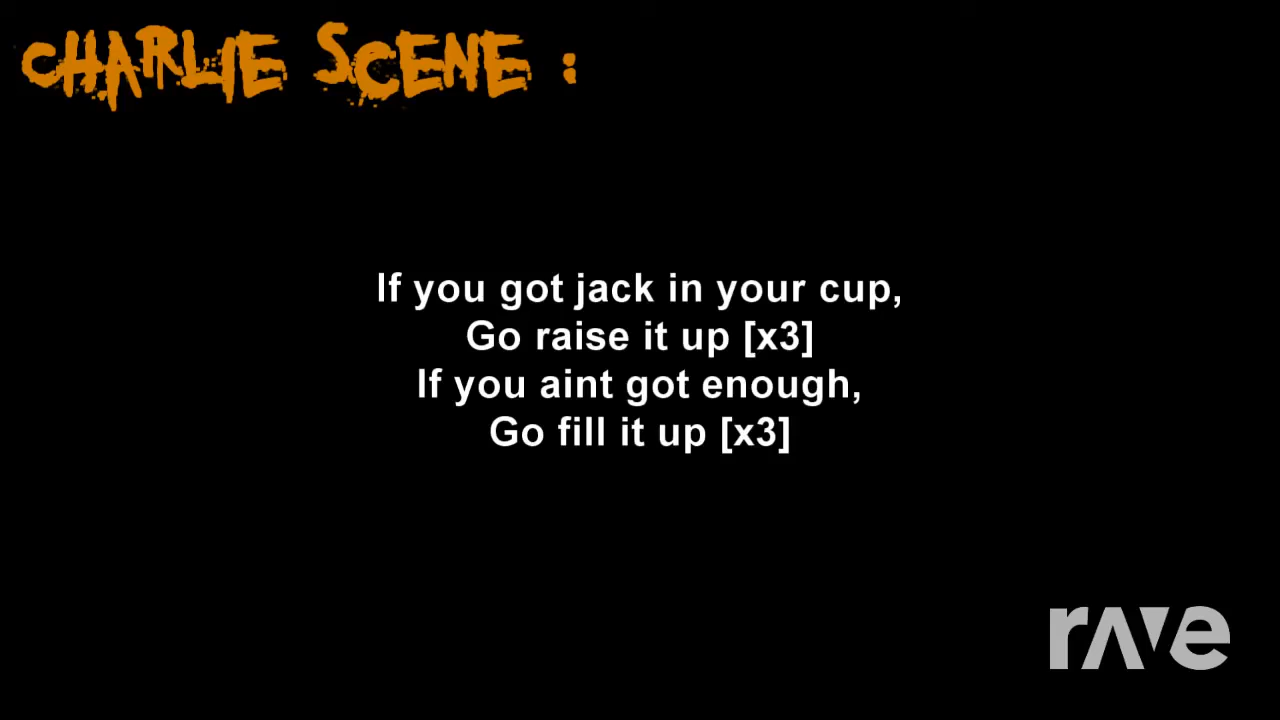 CHARLIE SCENE :
If you got jack in your cup,
Go raise it up [x3]
If you aint got enough,
Go fill it up [x3]
rave